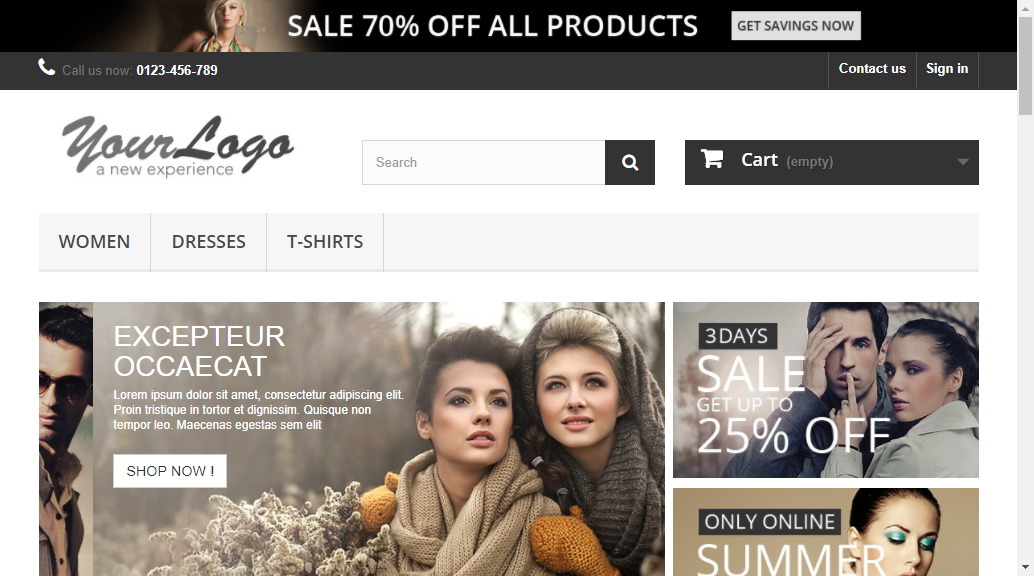 SALE 70% OFF ALL PRODUCTS
GET SAVINGS NOW
Call us now: 0123-456-789
Contact us
Sign in
YourLogo
a new experience
Search
Cart (empty)
WOMEN
DRESSES
T-SHIRTS
EXCEPTEUR
OCCAECAT
Lorem ipsum dolor sit amet, consectetur adipiscing elit.
Proin tristique in tortor et dignissim. Quisque non
tempor leo. Maecenas egestas sem elit
SHOP NOW !
3 DAYS
SALE
GET UP TO
25% OFF
ONLY ONLINE
SUMMER